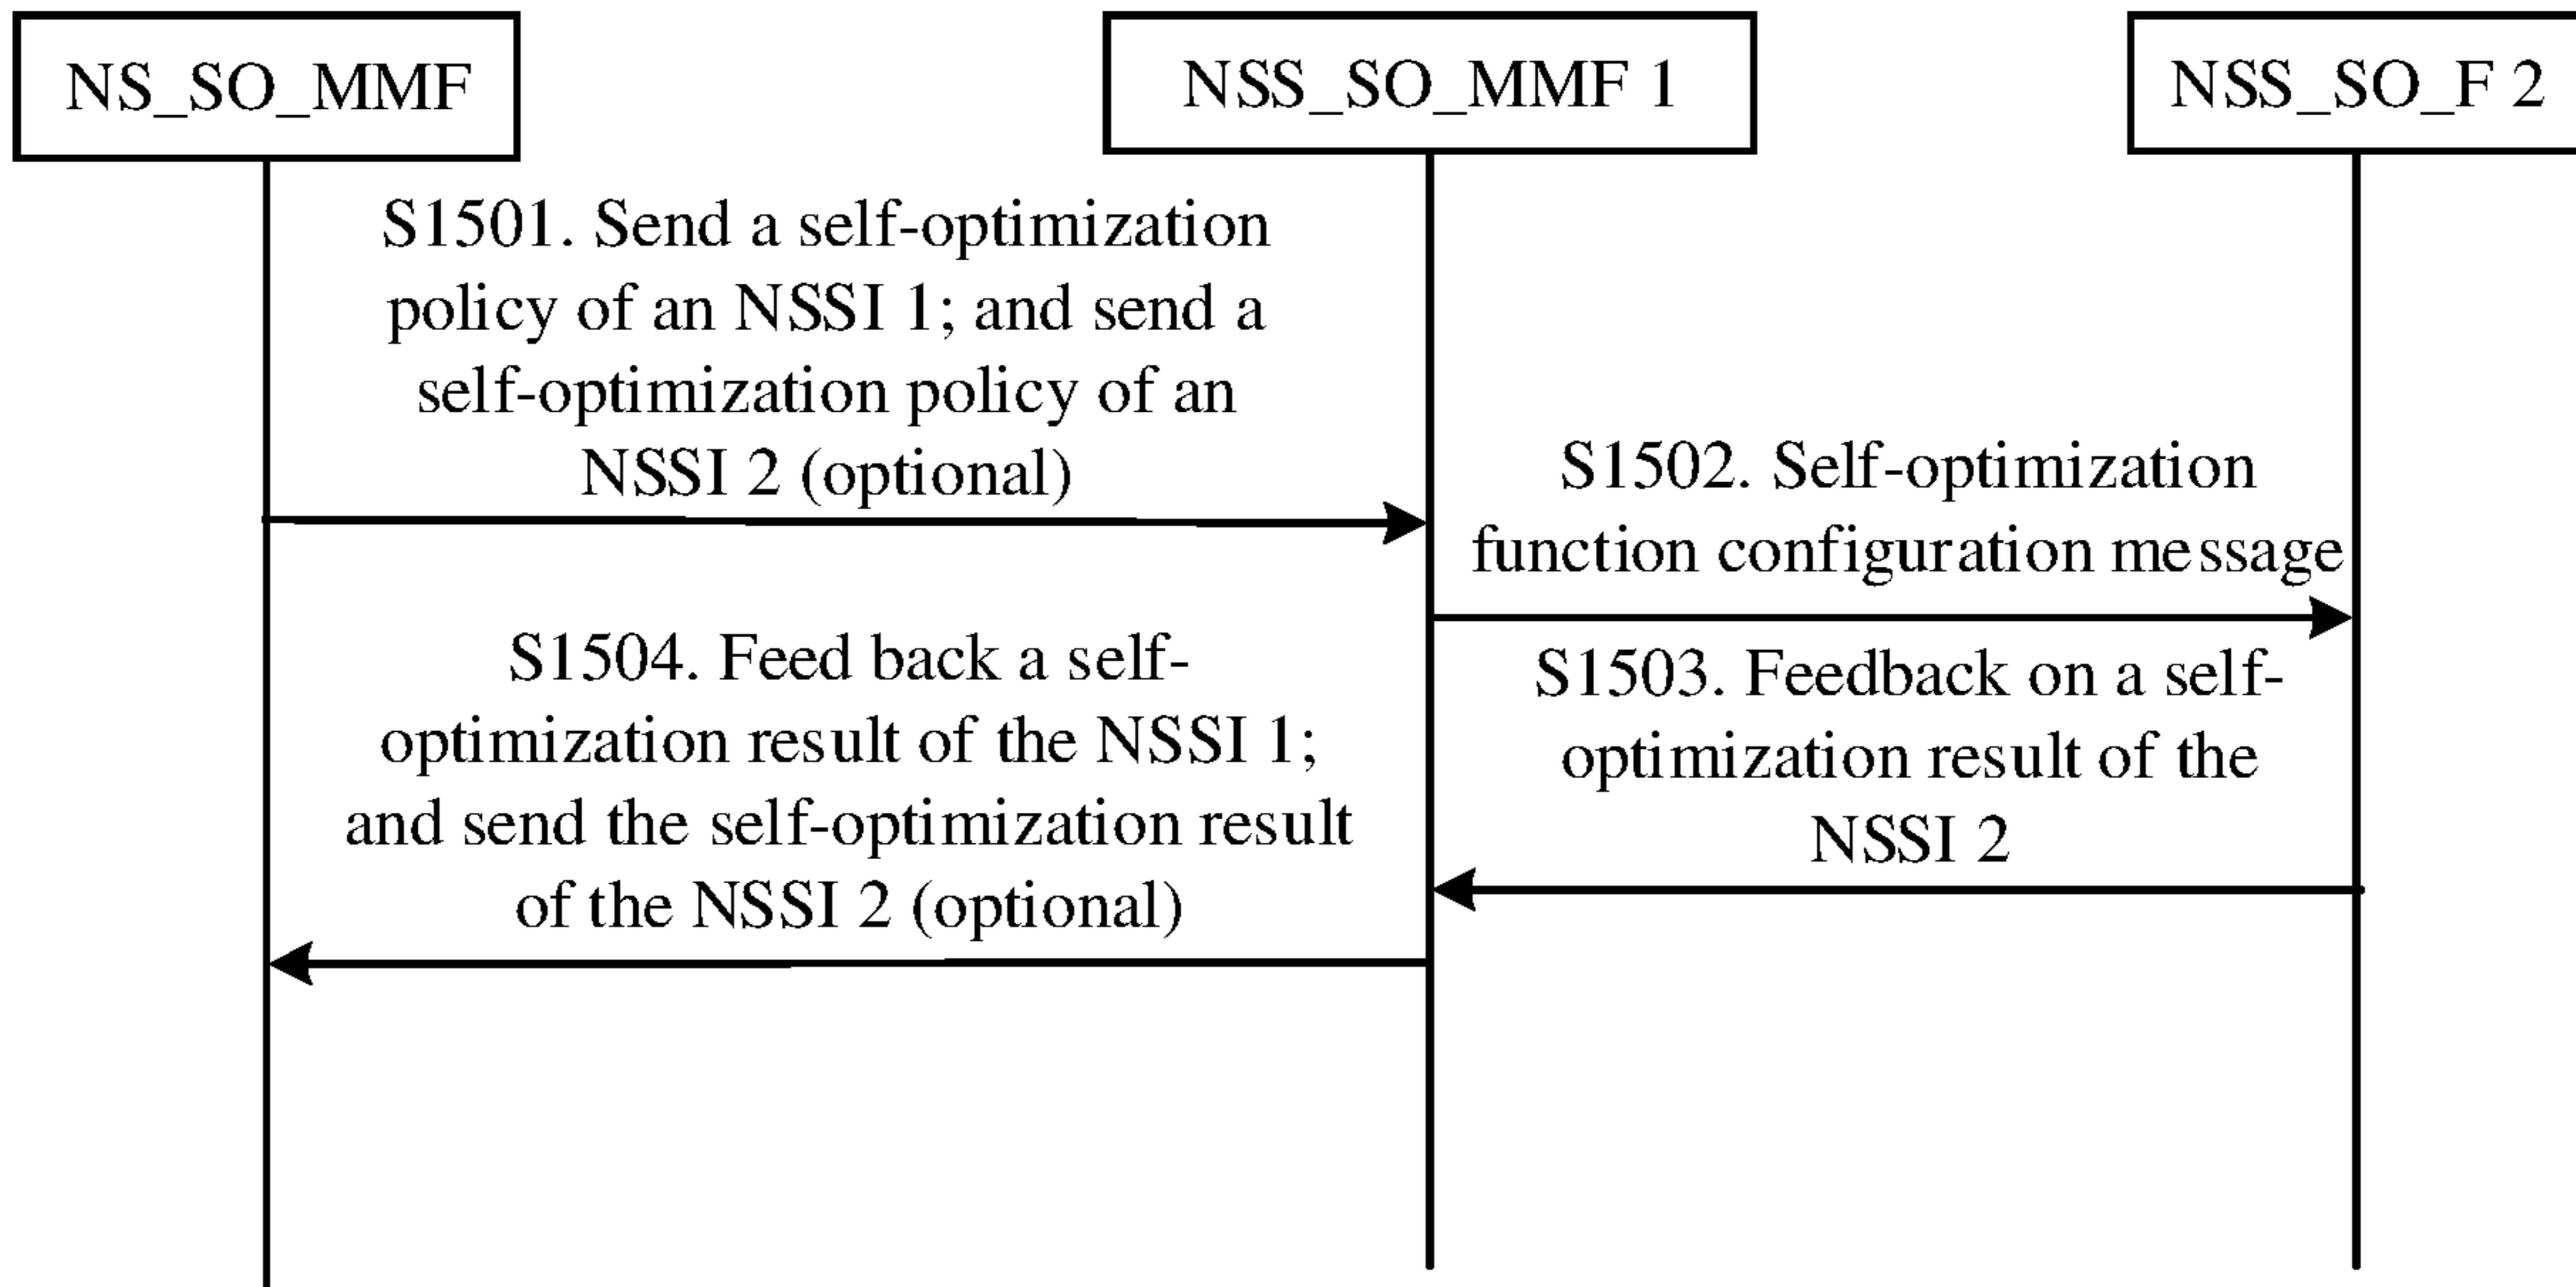 NS_SO_MMF
NSS_SO_MMF 1
NSS_SO_F 2
S1501. Send a self-optimization
policy of an NSSI 1; and send a
self-optimization policy of an
NSSI 2 (optional)
S1502. Self-optimization
function configuration message
S1503. Feedback on a self-
optimization result of the
NSSI 2
S1504. Feed back a self-
optimization result of the NSSI 1;
and send the self-optimization result
of the NSSI 2 (optional)